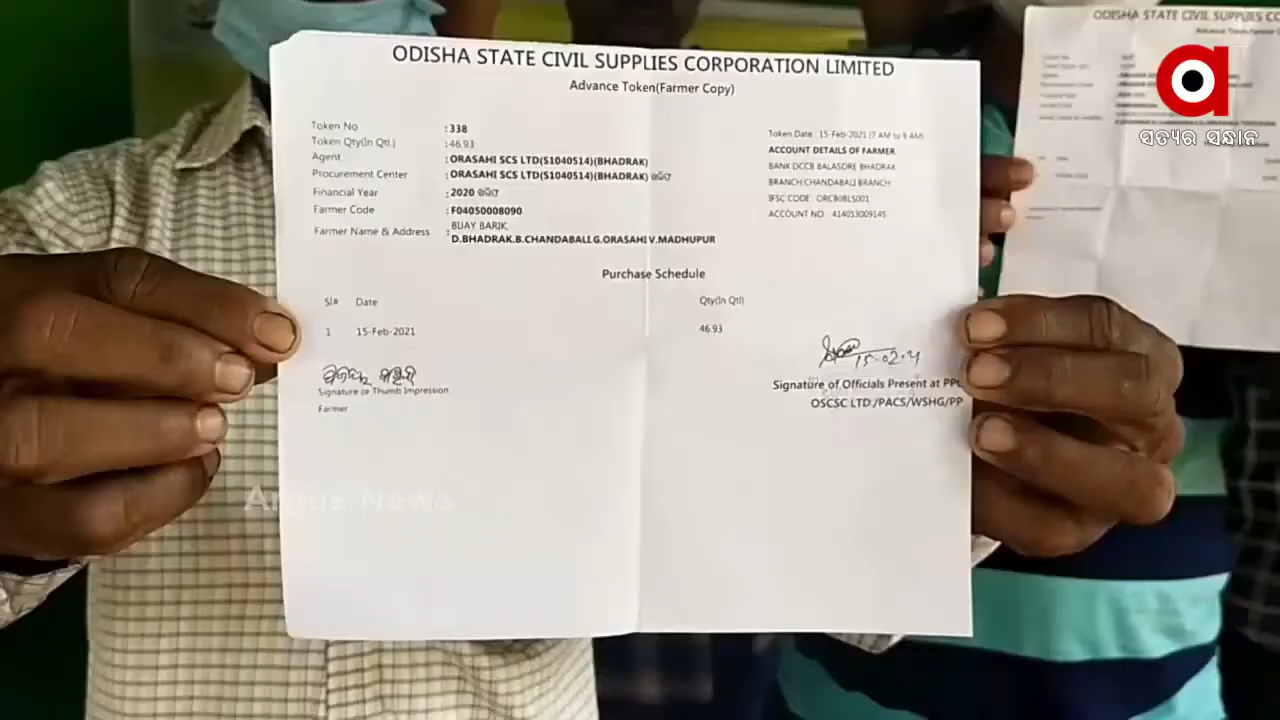 ODISHA STATE CIVIL SUPPLIES CORPORATION LIMITED
Advance Token(Farmer Copy)
Token No : 338
Token Qty(In Qtl.) : 46.93
Agent : ORASAHI SCS LTD(S1040514)(BHADRAK)
Procurement Center : ORASAHI SCS LTD(S1040514)(BHADRAK) ଖରିଫ
Financial Year : 2020 ଖରିଫ
Farmer Code : F04050008090
Farmer Name & Address : BIJAY BARIK,
D.BHADRAK.B.CHANDABALI.G.ORASAHI V.MADHUPUR
Token Date : 15-Feb-2021 (7 AM to 9 AM)
ACCOUNT DETAILS OF FARMER
BANK:DCCB BALASORE BHADRAK
BRANCH:CHANDABALI BRANCH
IFSC CODE : ORCB0BLS001
ACCOUNT NO : 414053009145
Purchase Schedule
Sl# Date Qty(In Qtl)
1 15-Feb-2021 46.93
Signature or Thumb Impression
Farmer
15-02-21
Signature of Officials Present at PP
OSCSC LTD./PACS/WSHG/PP
ODISHA STATE CIVIL SUPPLIES CO
ସତ୍ୟର ସନ୍ଧାନ
Argus News